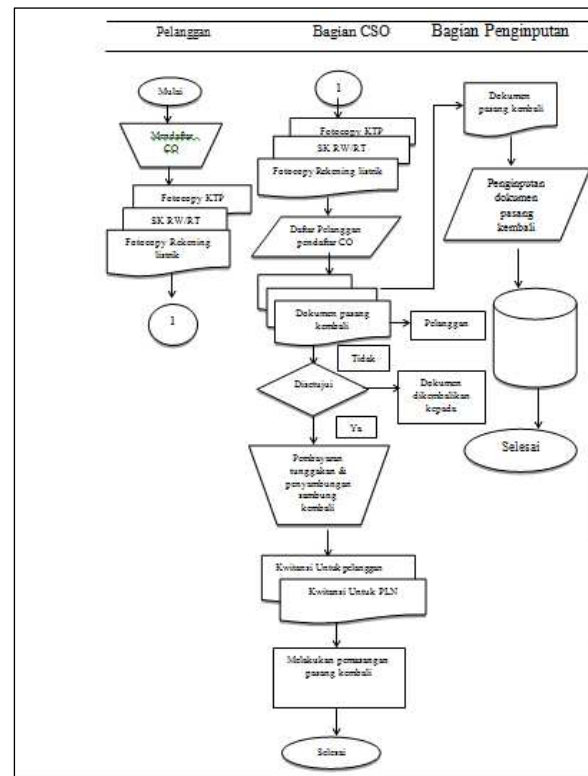 Pelanggan
Bagian CSO
Bagian Penginputan
Mulai
Mendaftar
CO
Fotocopy KTP
SK RW/RT
Fotocopy Rekening
listrik
1
1
Fotocopy KTP
SK RW/RT
Fotocopy Rekening listrik
Daftar Pelanggan
pendaftar CO
Dokumen pasang
kembali
Pelanggan
Tidak
Disetujui
Dokumen
dikembalikan
kepada
Ya
Pembayaran
tunggakan &
penyambungan
sambung
kembali
Kwitansi Untuk pelanggan
Kwitansi Untuk PLN
Melakukan pemasangan
pasang kembali
Selesai
Dokumen
pasang kembali
Penginputan
dokumen
pasang
kembali
Selesai